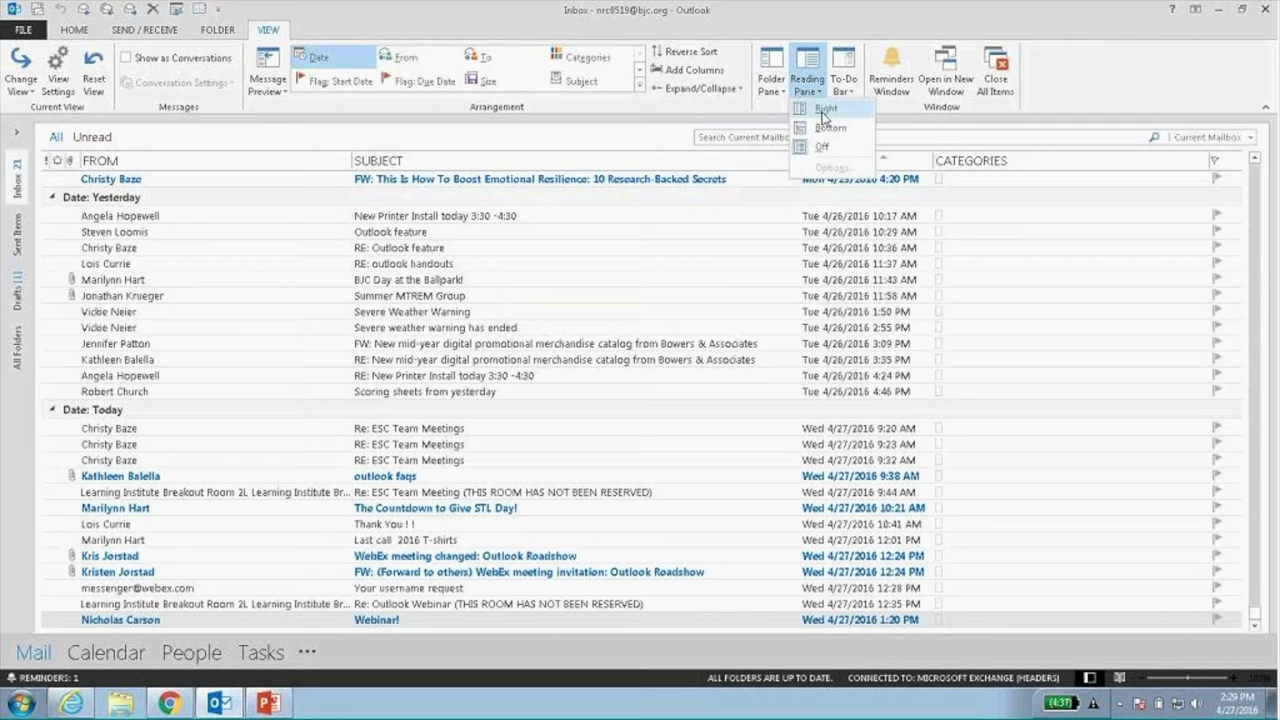 Inbox - nrc0519@bjc.org - Outlook
FILE HOME SEND / RECEIVE FOLDER VIEW
Change View
View Settings
Reset View
Current View
Show as Conversations
Conversation Settings
Messages
Message Preview
Date From To Categories
Flag: Start Date Flag: Due Date Size Subject
Arrangement
Reverse Sort
Add Columns
Expand/Collapse
Folder Pane
Reading Pane
To-Do Bar
Reminders Window
Open in New Window
Close All Items
Window
Right
Bottom
Off
Options...
All Unread
Search Current Mailbo Current Mailbox
FROM SUBJECT CATEGORIES
Christy Baze FW: This Is How To Boost Emotional Resilience: 10 Research-Backed Secrets Mon 4/25/2016 4:20 PM
Date: Yesterday
Angela Hopewell New Printer Install today 3:30 -4:30 Tue 4/26/2016 10:17 AM
Steven Loomis Outlook feature Tue 4/26/2016 10:29 AM
Christy Baze RE: Outlook feature Tue 4/26/2016 10:36 AM
Lois Currie RE: outlook handouts Tue 4/26/2016 11:37 AM
Marilynn Hart BJC Day at the Ballpark! Tue 4/26/2016 11:43 AM
Jonathan Krueger Summer MTREM Group Tue 4/26/2016 11:58 AM
Vickie Neier Severe Weather Warning Tue 4/26/2016 1:50 PM
Vickie Neier Severe weather warning has ended Tue 4/26/2016 2:55 PM
Jennifer Patton FW: New mid-year digital promotional merchandise catalog from Bowers & Associates Tue 4/26/2016 3:09 PM
Kathleen Balella RE: New mid-year digital promotional merchandise catalog from Bowers & Associates Tue 4/26/2016 3:35 PM
Angela Hopewell RE: New Printer Install today 3:30 -4:30 Tue 4/26/2016 4:24 PM
Robert Church Scoring sheets from yesterday Tue 4/26/2016 4:46 PM
Date: Today
Christy Baze Re: ESC Team Meetings Wed 4/27/2016 9:20 AM
Christy Baze Re: ESC Team Meetings Wed 4/27/2016 9:23 AM
Christy Baze RE: ESC Team Meetings Wed 4/27/2016 9:32 AM
Kathleen Balella outlook faqs Wed 4/27/2016 9:38 AM
Learning Institute Breakout Room 2L Learning Institute Br... Re: ESC Team Meeting (THIS ROOM HAS NOT BEEN RESERVED) Wed 4/27/2016 9:44 AM
Marilynn Hart The Countdown to Give STL Day! Wed 4/27/2016 10:21 AM
Lois Currie Thank You ! ! Wed 4/27/2016 10:41 AM
Marilynn Hart Last call 2016 T-shirts Wed 4/27/2016 12:01 PM
Kris Jorstad WebEx meeting changed: Outlook Roadshow Wed 4/27/2016 12:24 PM
Kristen Jorstad FW: (Forward to others) WebEx meeting invitation: Outlook Roadshow Wed 4/27/2016 12:24 PM
messenger@webex.com Your username request Wed 4/27/2016 12:28 PM
Learning Institute Breakout Room 2L Learning Institute Br... Re: Outlook Webinar (THIS ROOM HAS NOT BEEN RESERVED) Wed 4/27/2016 12:35 PM
Nicholas Carson Webinar! Wed 4/27/2016 1:20 PM
Inbox 21
Sent Items
Drafts [1]
All Folders
Mail Calendar People Tasks ...
REMINDERS: 1 ALL FOLDERS ARE UP TO DATE. CONNECTED TO: MICROSOFT EXCHANGE (HEADERS) 100%
(4:37) 2:29 PM
4/27/2016